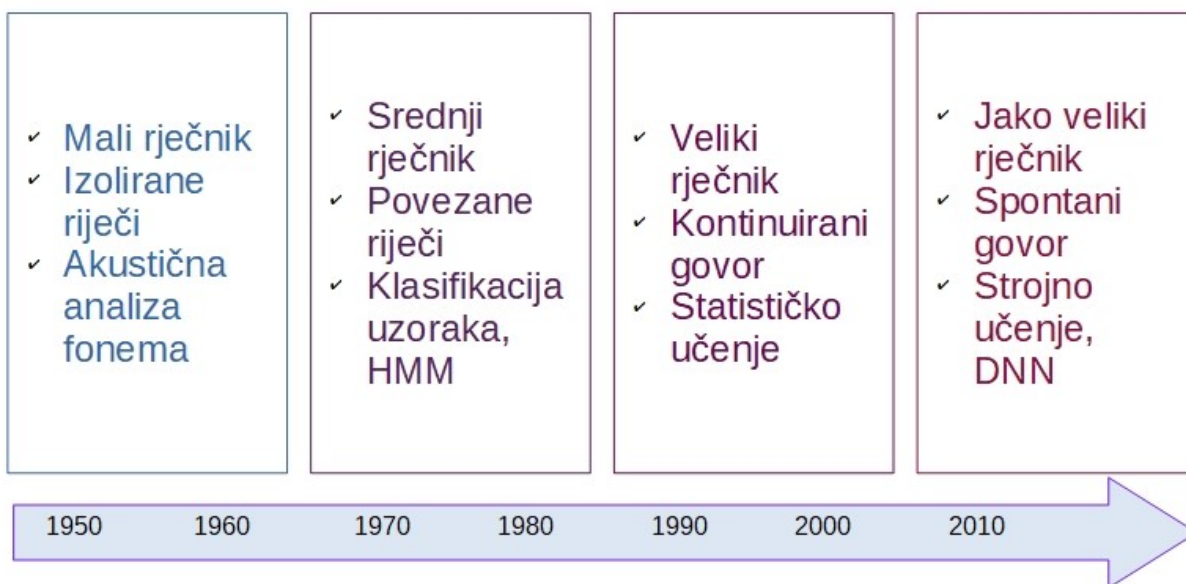 Mali rječnik
Izolirane
riječi
Akustična
analiza
fonema
Srednji
rječnik
Povezane
riječi
Klasifikacija
uzoraka,
HMM
Veliki
rječnik
Kontinuirani
govor
Statističko
učenje
Jako veliki
rječnik
Spontani
govor
Strojno
učenje,
DNN
1950 1960 1970 1980 1990 2000 2010